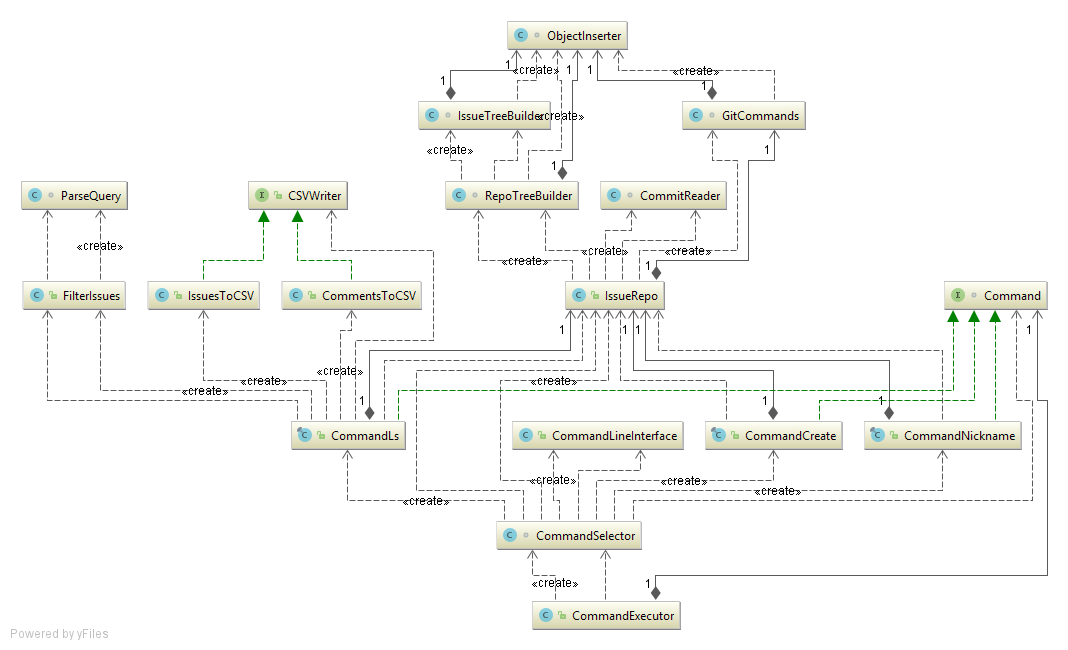 C ObjectInserter
1 «create» 1 1 «create»
1 1
C IssueTreeBuilder «create» C GitCommands
«create» 1
1
C ParseQuery I CSVWriter C RepoTreeBuilder C CommitReader
«create» «create» «create»
«create» 1
C FilterIssues C IssuesToCSV C CommentsToCSV C IssueRepo I Command
1 1 1 1
«create»
«create» «create»
«create»
1 1 1
C CommandLs C CommandLineInterface C CommandCreate C CommandNickname
«create» «create»
«create»
«create»
C CommandSelector
«create» 1
C CommandExecutor
Powered by yFiles